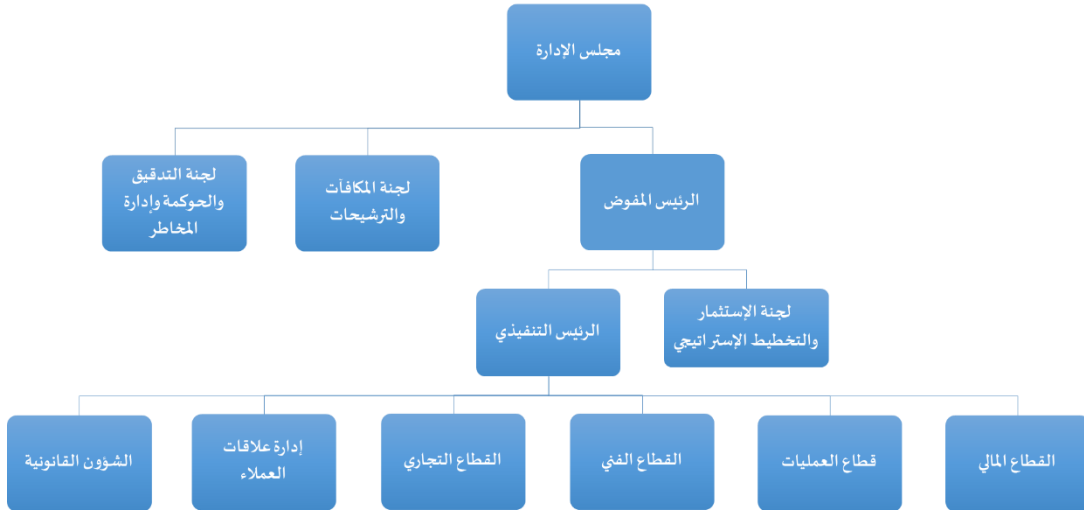 مجلس الإدارة
الرئيس المفوض
لجنة المكافآت
والترشيحات
لجنة التدقيق
والحوكمة وإدارة
المخاطر
لجنة الإستثمار
والتخطيط الإستراتيجي
الرئيس التنفيذي
القطاع المالي
قطاع العمليات
القطاع الفني
القطاع التجاري
إدارة علاقات
العملاء
الشؤون القانونية